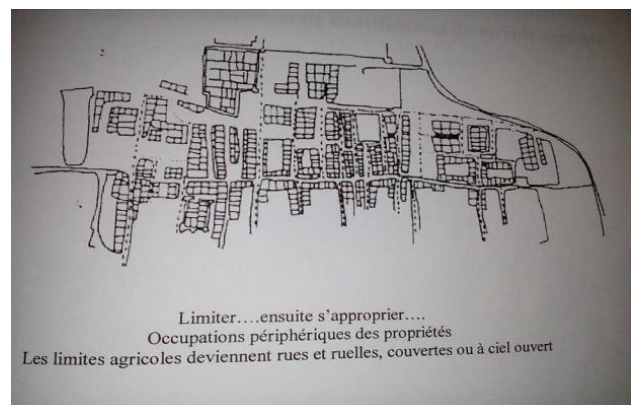 Limiter....ensuite s'approprier....
Occupations périphériques des propriétés
Les limites agricoles deviennent rues et ruelles, couvertes ou à ciel ouvert